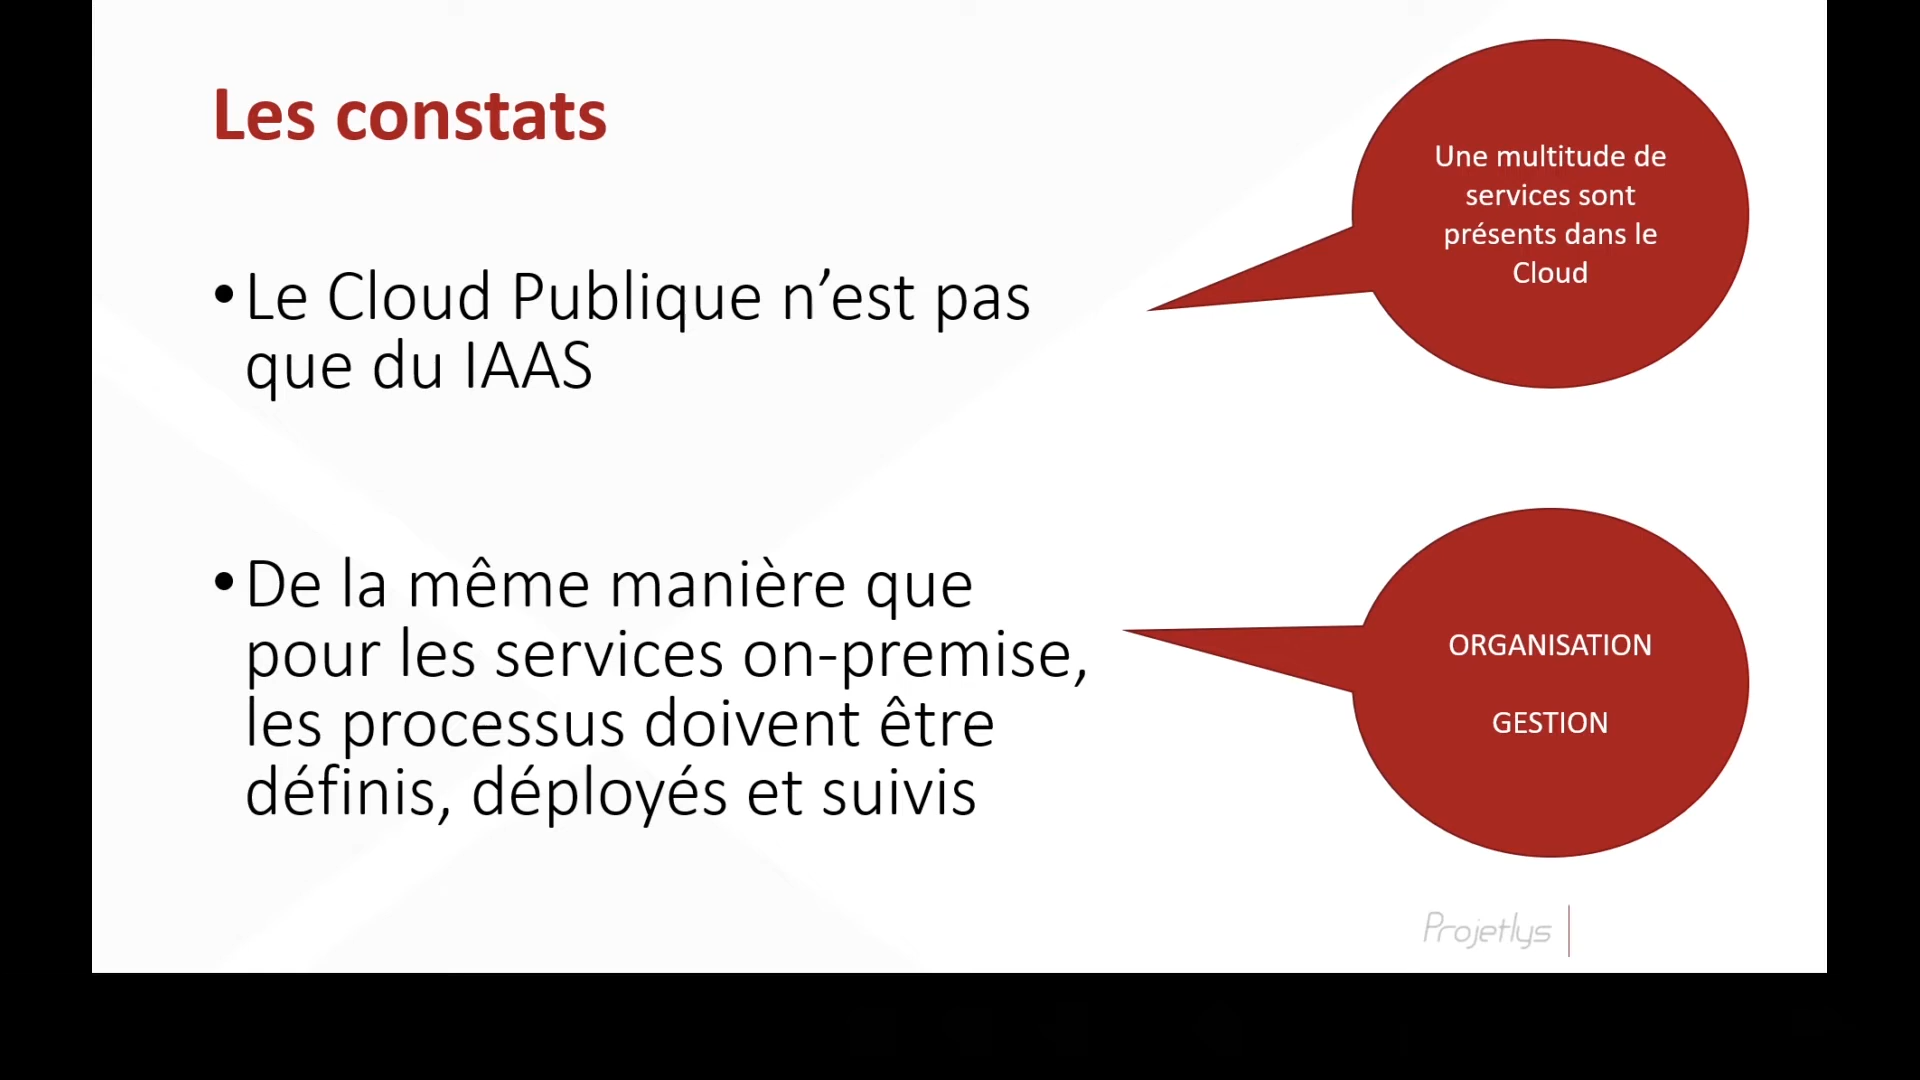 Les constats
•Le Cloud Publique n’est pas
que du IAAS
Une multitude de
services sont
présents dans le
Cloud
•De la même manière que
pour les services on-premise,
les processus doivent être
définis, déployés et suivis
ORGANISATION
GESTION
Projetlys